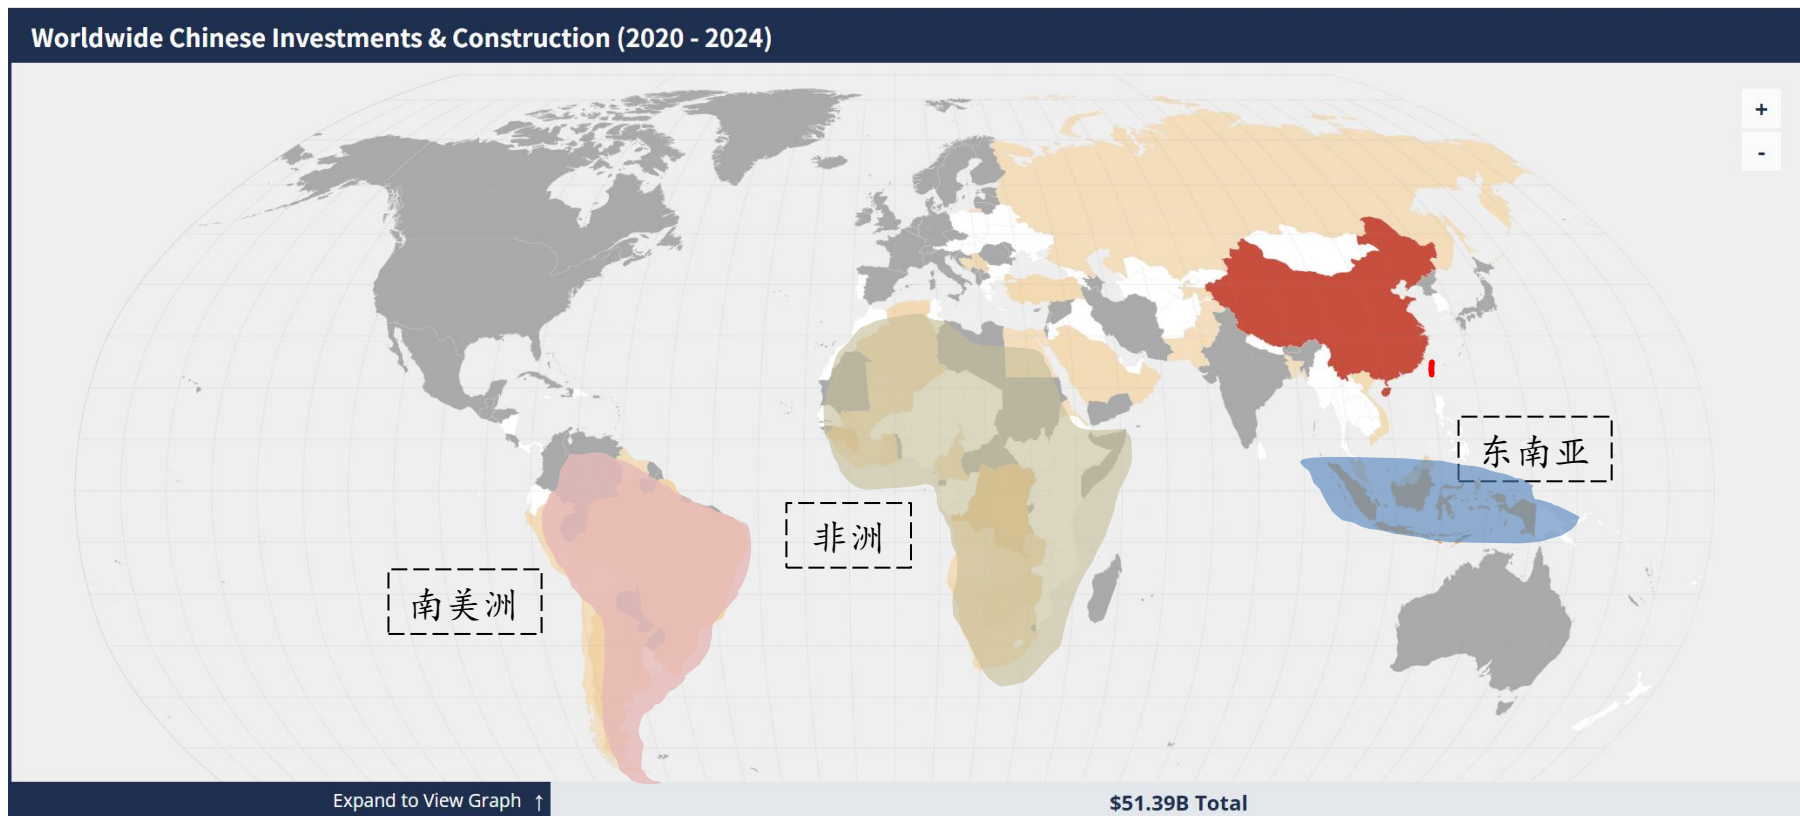 Worldwide Chinese Investments & Construction (2020 - 2024)
+
-
东南亚
非洲
南美洲
Expand to View Graph ↑
$51.39B Total